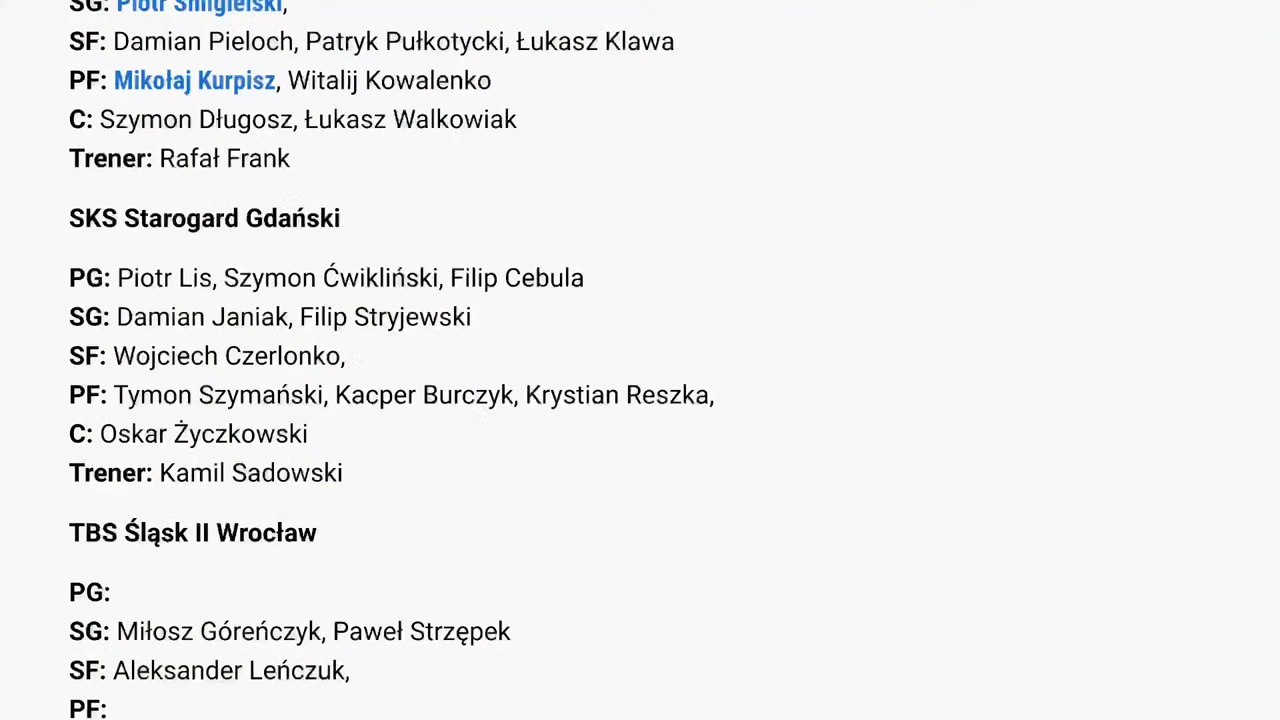 SG: Piotr Śmigielski,
SF: Damian Pieloch, Patryk Pułkotycki, Łukasz Klawa
PF: Mikołaj Kurpisz, Witalij Kowalenko
C: Szymon Długosz, Łukasz Walkowiak
Trener: Rafał Frank
SKS Starogard Gdański
PG: Piotr Lis, Szymon Ćwikliński, Filip Cebula
SG: Damian Janiak, Filip Stryjewski
SF: Wojciech Czerlonko,
PF: Tymon Szymański, Kacper Burczyk, Krystian Reszka,
C: Oskar Życzkowski
Trener: Kamil Sadowski
TBS Śląsk II Wrocław
PG:
SG: Miłosz Góreńczyk, Paweł Strzępek
SF: Aleksander Leńczuk,
PF: